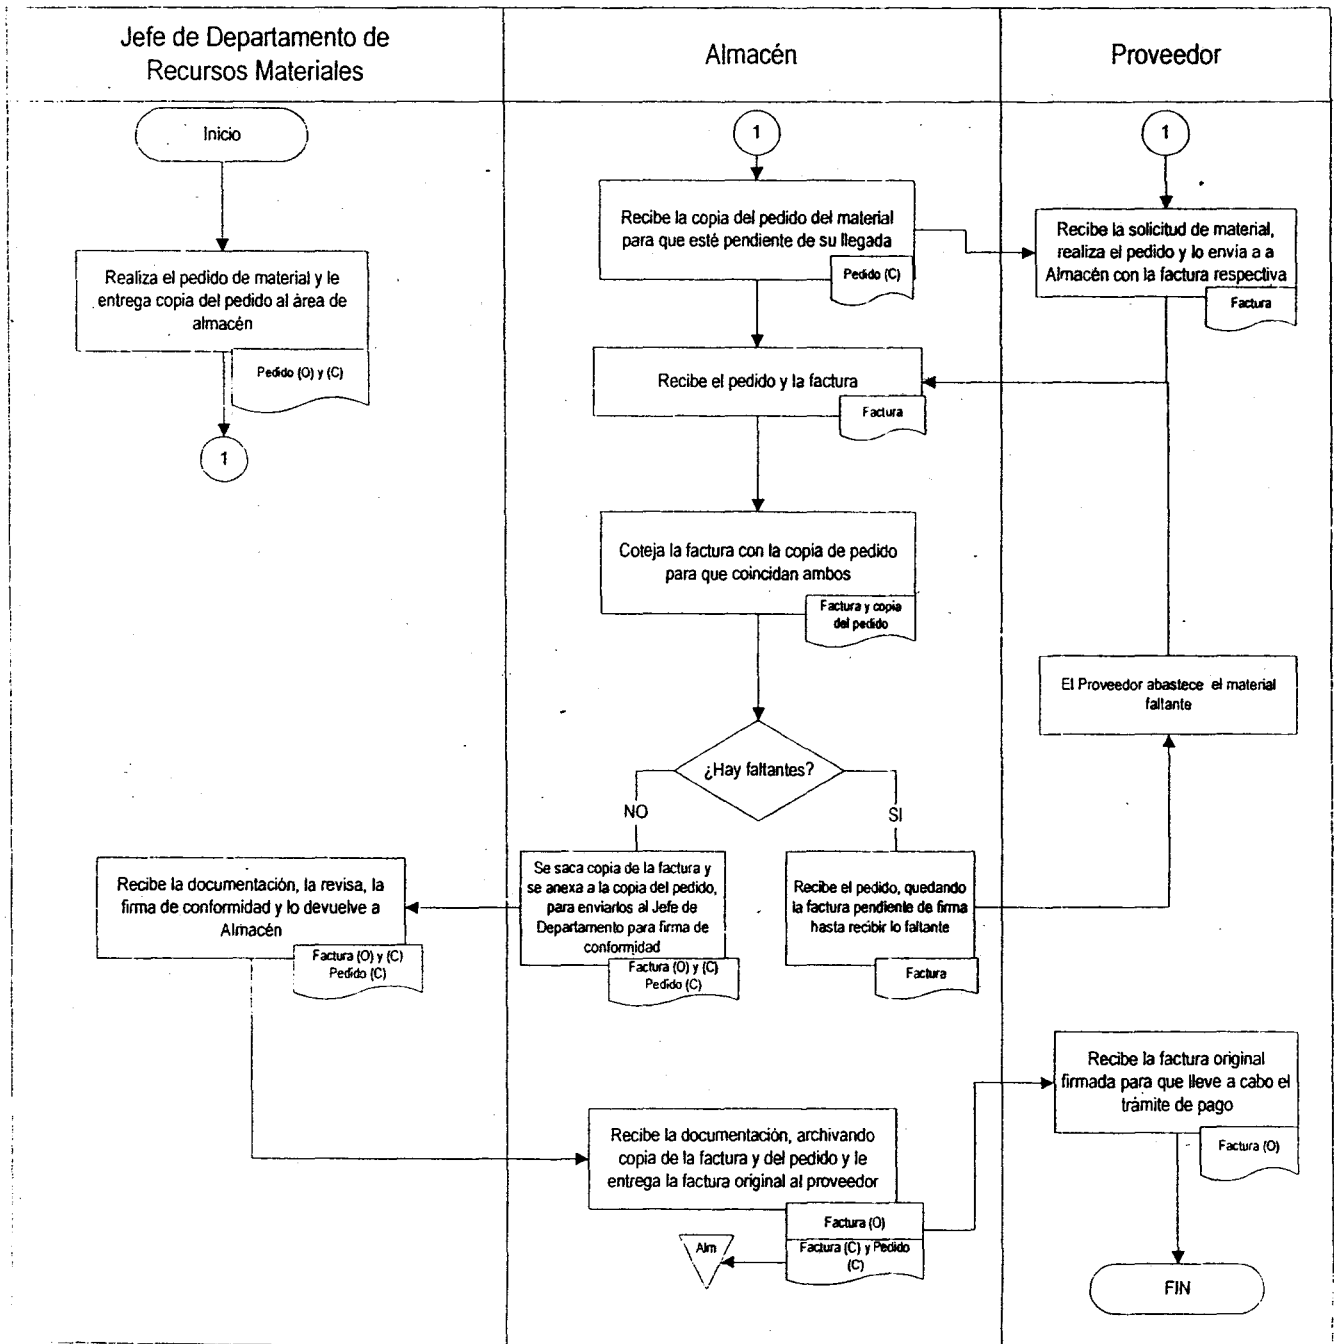 Jefe de Departamento de
Recursos Materiales
Almacén
Proveedor
Inicio
1
1
Recibe la copia del pedido del material
para que esté pendiente de su llegada
Pedido (C)
Recibe la solicitud de material,
realiza el pedido y lo envia a a
Almacén con la factura respectiva
Factura
Realiza el pedido de material y le
entrega copia del pedido al área de
almacén
Pedido (O) y (C)
1
Recibe el pedido y la factura
Factura
Coteja la factura con la copia de pedido
para que coincidan ambos
Factura y copia
del pedido
El Proveedor abastece el material
faltante
¿Hay faltantes?
NO
SI
Recibe la documentación, la revisa, la
firma de conformidad y lo devuelve a
Almacén
Factura (O) y (C)
Pedido (C)
Se saca copia de la factura y
se anexa a la copia del pedido,
para enviarlos al Jefe de
Departamento para firma de
conformidad
Factura (O) y (C)
Pedido (C)
Recibe el pedido, quedando
la factura pendiente de firma
hasta recibir lo faltante
Factura
Recibe la factura original
firmada para que lleve a cabo el
trámite de pago
Factura (O)
Recibe la documentación, archivando
copia de la factura y del pedido y le
entrega la factura original al proveedor
Factura (O)
Factura (C) y Pedido
(C)
Alm
FIN